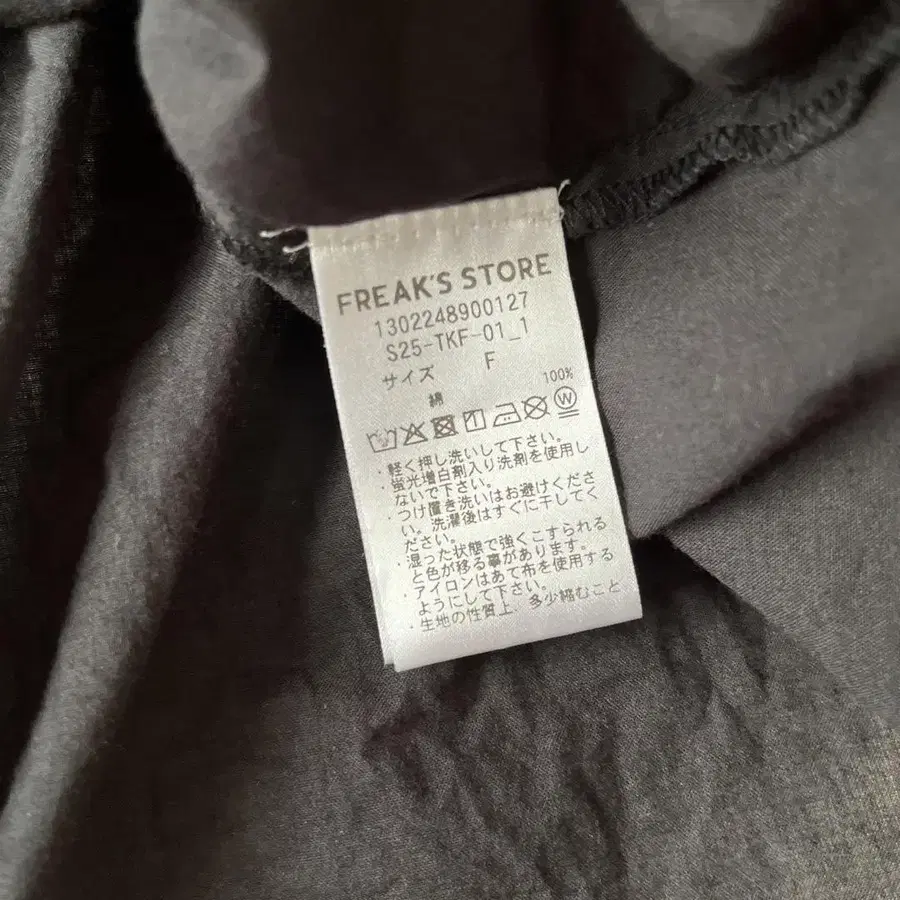 FREAK'S STORE
1302248900127
S25-TKF-01_1
サイズ F
綿 100%
W
・軽く押し洗いして下さい。
・蛍光増白剤入り洗剤を使用し
ないで下さい。
・つけ置き洗いはお避けくださ
い。洗濯後はすぐに干してく
ださい。
・湿った状態で強くこすられる
と色が移る事があります。
・アイロンはあて布を使用する
ようにして下さい。
・生地の性質上、多少縮むこと